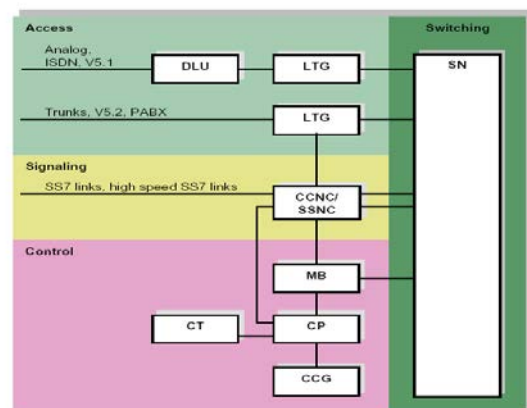 Access
Switching
Analog,
ISDN, V5.1
DLU
LTG
SN
Trunks, V5.2, PABX
LTG
Signaling
SS7 links, high speed SS7 links
CCNC/
SSNC
Control
MB
CT
CP
CCG